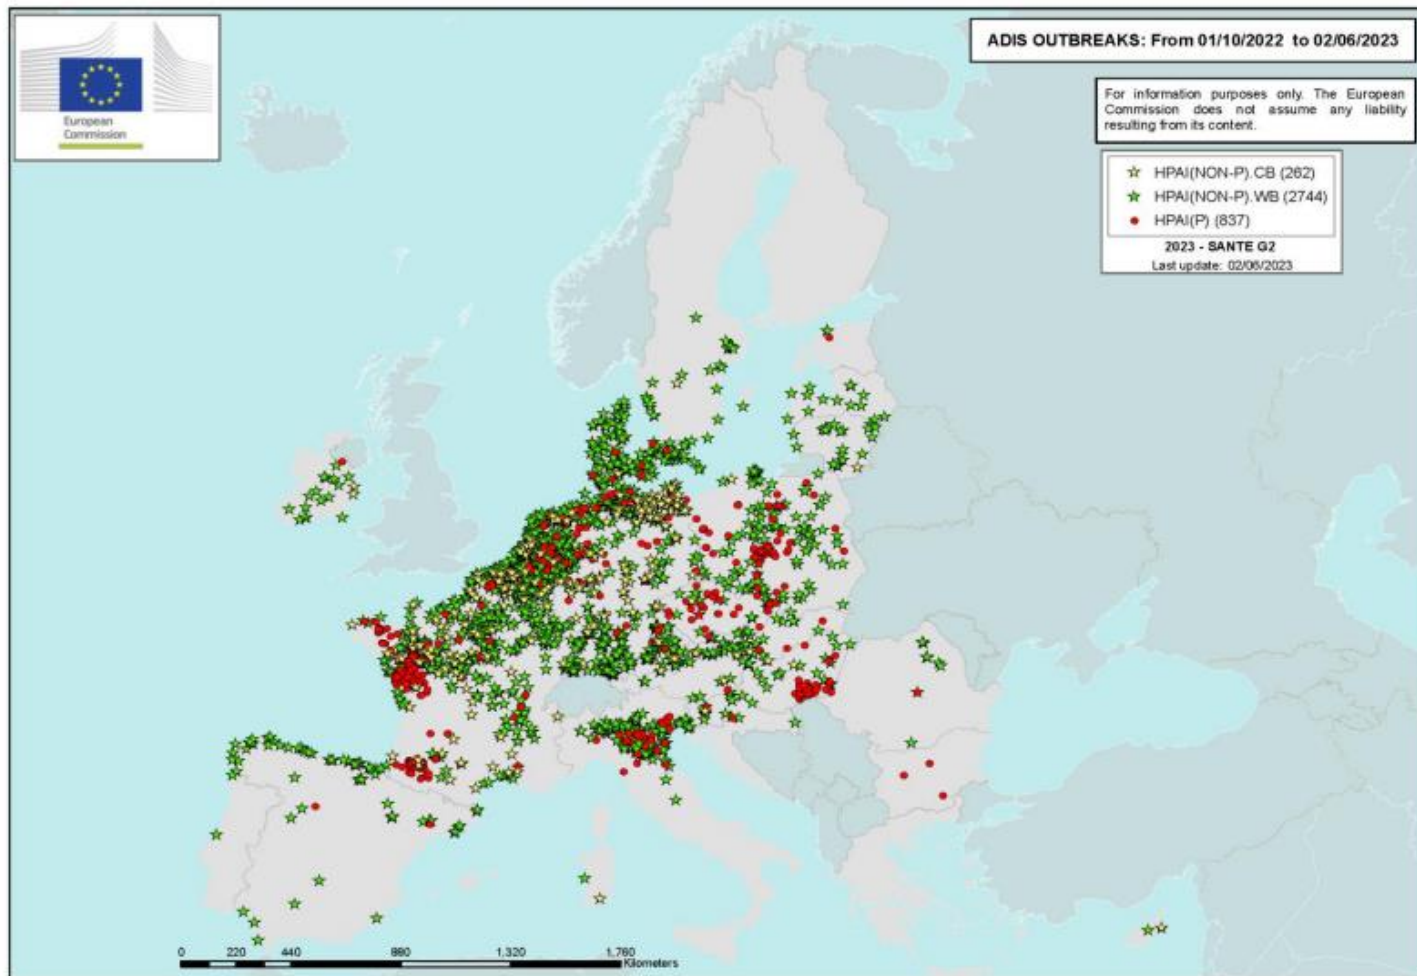 European
Commission
ADIS OUTBREAKS: From 01/10/2022 to 02/06/2023
For information purposes only. The European
Commission does not assume any liability
resulting from its content.
HPAI(NON-P).CB (262)
HPAI(NON-P).WB (2744)
HPAI(P) (837)
2023 - SANTE G2
Last update: 02/06/2023
0 220 440 880 1,320 1,760
Kilometers